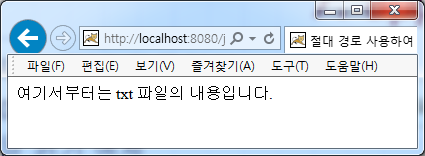 http://localhost:8080/j
절대 경로 사용하여
파일(F) 편집(E) 보기(V) 즐겨찾기(A) 도구(T) 도움말(H)
여기서부터는 txt 파일의 내용입니다.